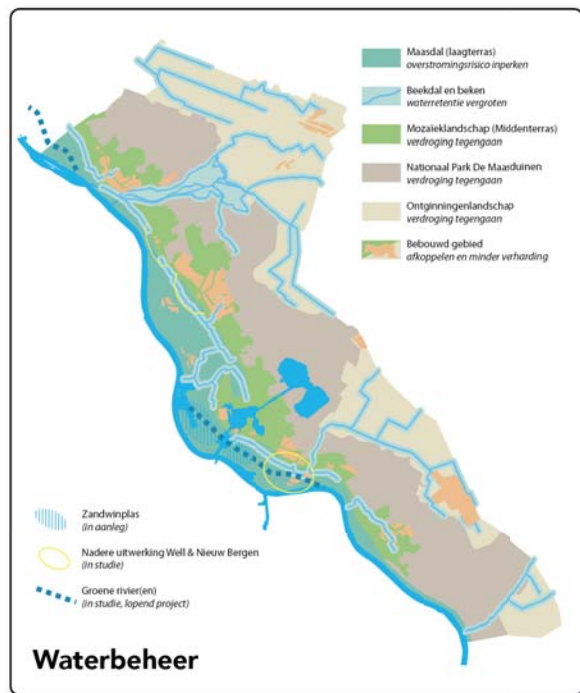 Maasdal (laagterras)
overstromingsrisico inperken
Beekdal en beken
waterretentie vergroten
Mozaïeklandschap (Middenterras)
verdroging tegengaan
Nationaal Park De Maasduinen
verdroging tegengaan
Ontginningenlandschap
verdroging tegengaan
Bebouwd gebied
afkoppelen en minder verharding
Zandwinplas
(in aanleg)
Nadere uitwerking Well & Nieuw Bergen
(in studie)
Groene rivier(en)
(in studie, lopend project)
Waterbeheer